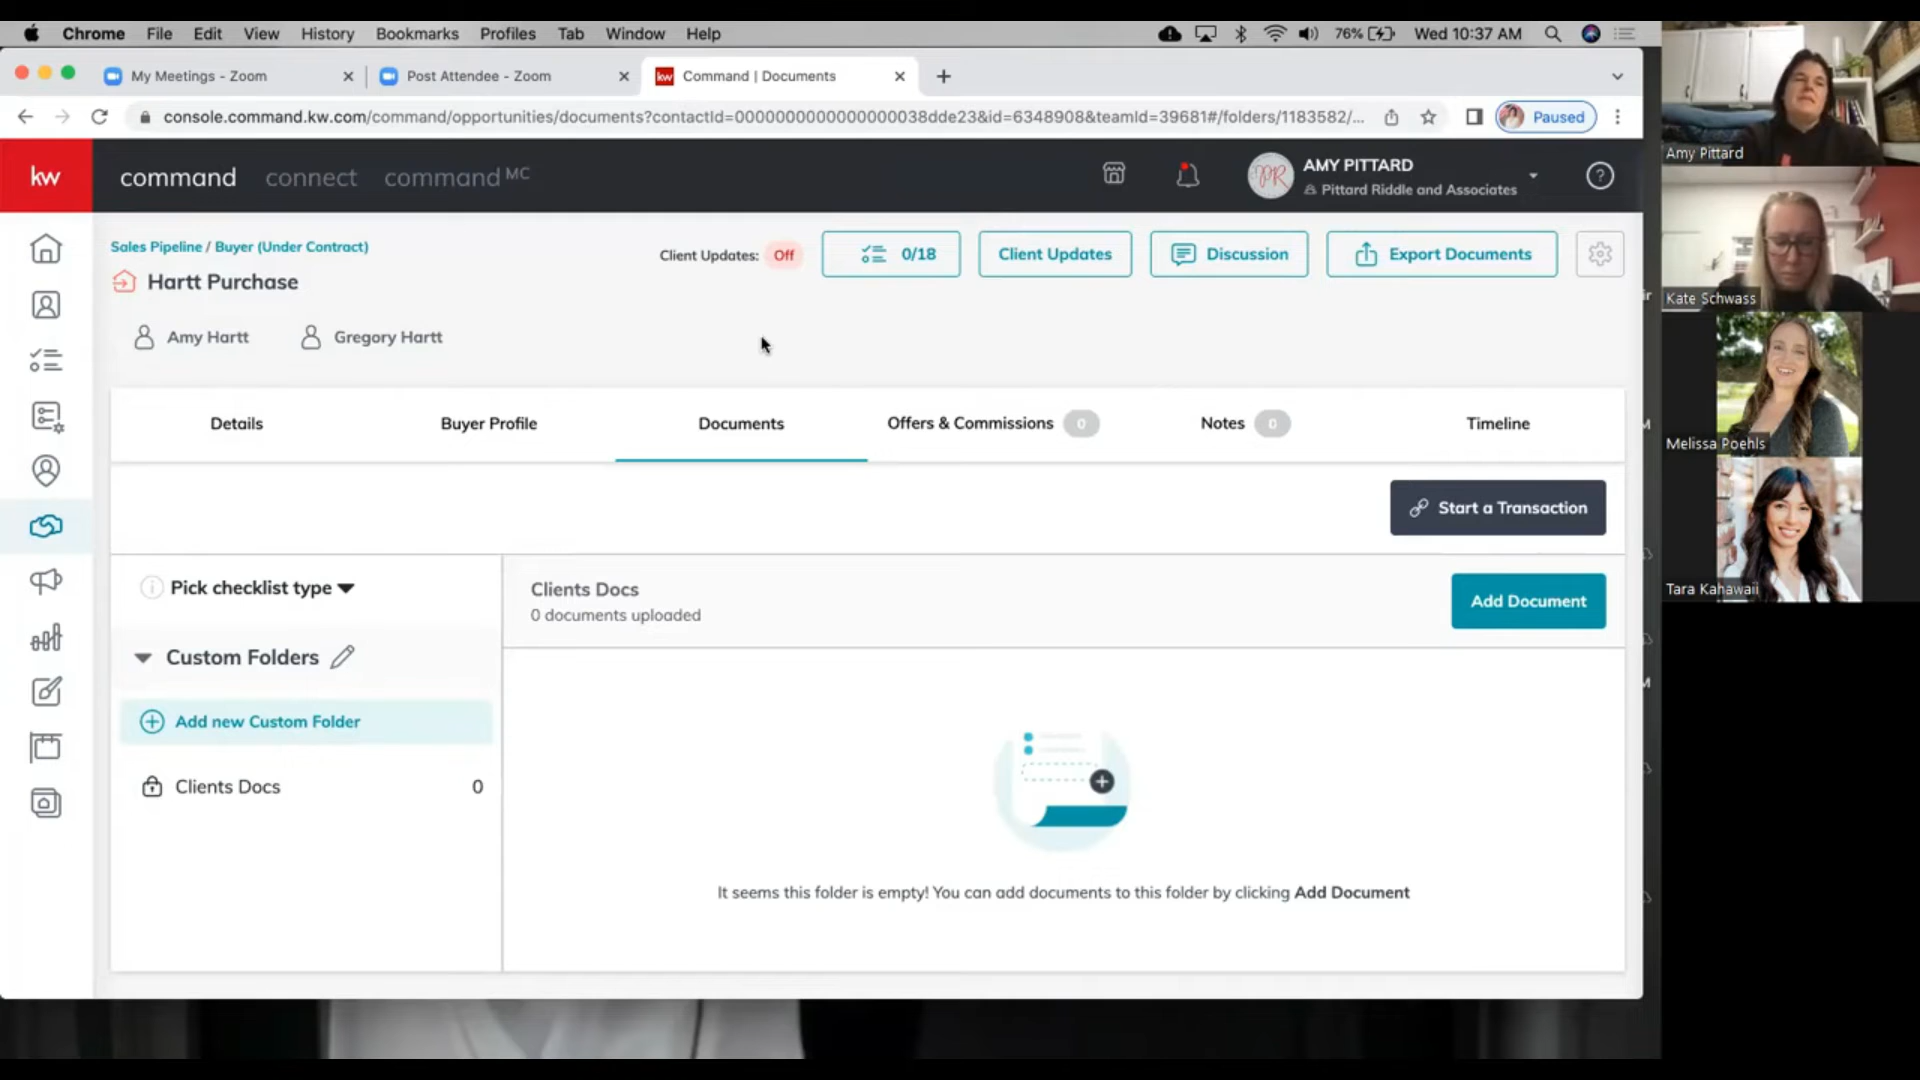 Chrome File Edit View History Bookmarks Profiles Tab Window Help 76% Wed 10:37 AM
My Meetings - Zoom Post Attendee - Zoom kw Command | Documents
console.command.kw.com/command/opportunities/documents?contactId=0000000000000000038dde23&id=6348908&teamId=39681#/folders/1183582/... Paused
kw command connect command MC PR AMY PITTARD
Pittard Riddle and Associates
Sales Pipeline / Buyer (Under Contract)
Client Updates: Off 0/18 Client Updates Discussion Export Documents
Hartt Purchase
Amy Hartt Gregory Hartt
Details Buyer Profile Documents Offers & Commissions 0 Notes 0 Timeline
Start a Transaction
Pick checklist type
Clients Docs
0 documents uploaded
Add Document
Custom Folders
Add new Custom Folder
Clients Docs 0
It seems this folder is empty! You can add documents to this folder by clicking Add Document
Amy Pittard
Kate Schwass
Melissa Poehls
Tara Kahawaii